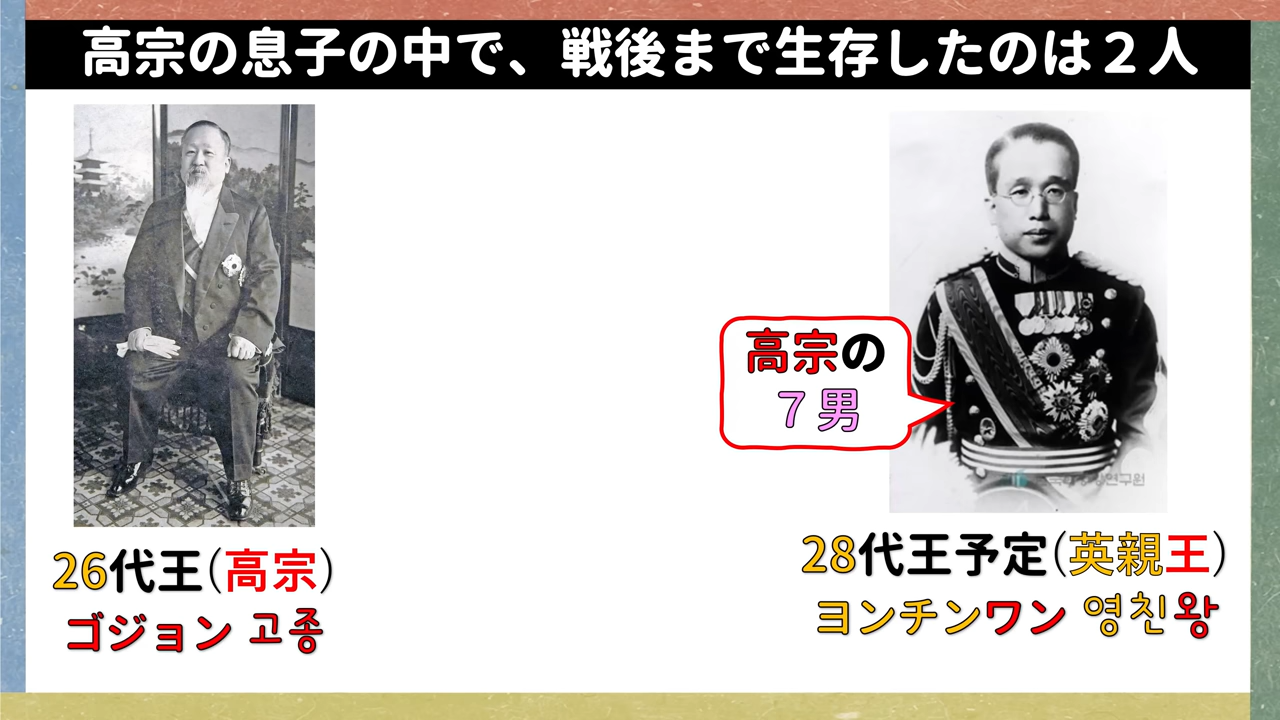 高宗の息子の中で、戦後まで生存したのは２人
高宗の
７男
26代王(高宗)
ゴジョン 고종
28代王予定(英親王)
ヨンチンワン 영친왕